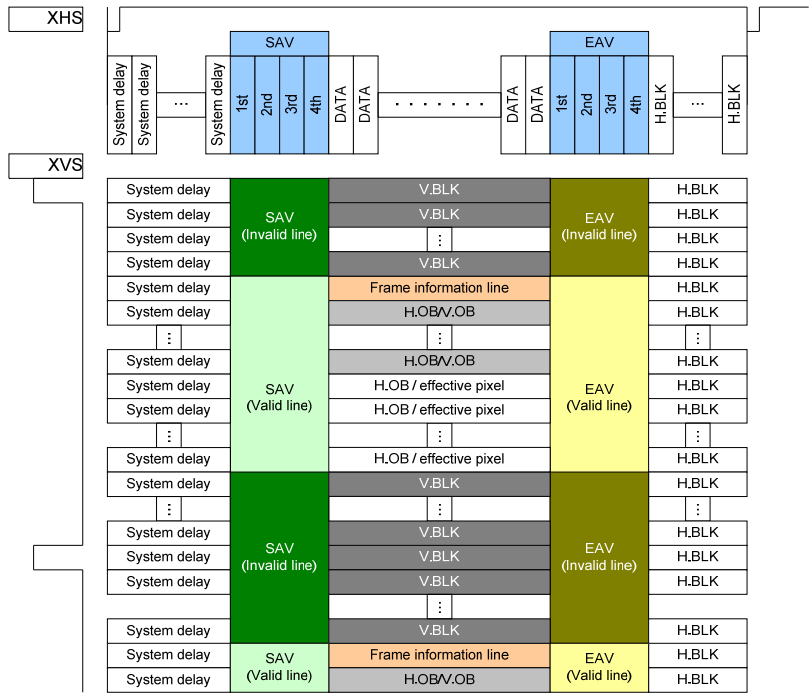 XHS
SAV
EAV
System delay
System delay
...
System delay
1st
2nd
3rd
4th
DATA
DATA
. . . . . . .
DATA
DATA
1st
2nd
3rd
4th
H.BLK
...
H.BLK
XVS
System delay
V.BLK
H.BLK
System delay
V.BLK
H.BLK
SAV
(Invalid line)
EAV
(Invalid line)
System delay
...
H.BLK
System delay
V.BLK
H.BLK
System delay
Frame information line
H.BLK
System delay
H.OB/V.OB
H.BLK
...
...
...
System delay
H.OB/V.OB
H.BLK
SAV
(Valid line)
EAV
(Valid line)
System delay
H.OB / effective pixel
H.BLK
System delay
H.OB / effective pixel
H.BLK
...
...
...
System delay
H.OB / effective pixel
H.BLK
System delay
V.BLK
H.BLK
...
...
...
System delay
V.BLK
H.BLK
SAV
(Invalid line)
EAV
(Invalid line)
System delay
V.BLK
H.BLK
System delay
V.BLK
H.BLK
...
System delay
V.BLK
H.BLK
System delay
Frame information line
H.BLK
SAV
(Valid line)
EAV
(Valid line)
System delay
H.OB/V.OB
H.BLK